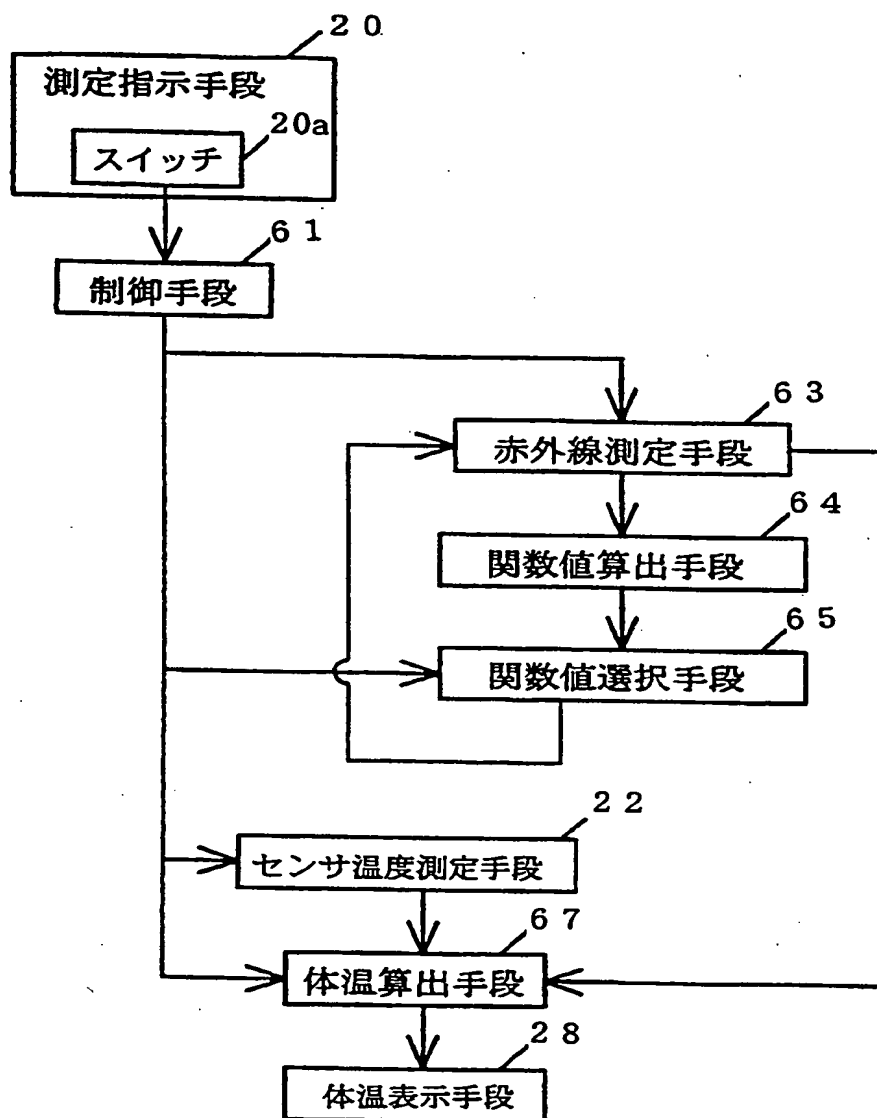 ２０
測定指示手段
20a
スイッチ
６１
制御手段
６３
赤外線測定手段
６４
関数値算出手段
６５
関数値選択手段
２２
センサ温度測定手段
６７
体温算出手段
２８
体温表示手段